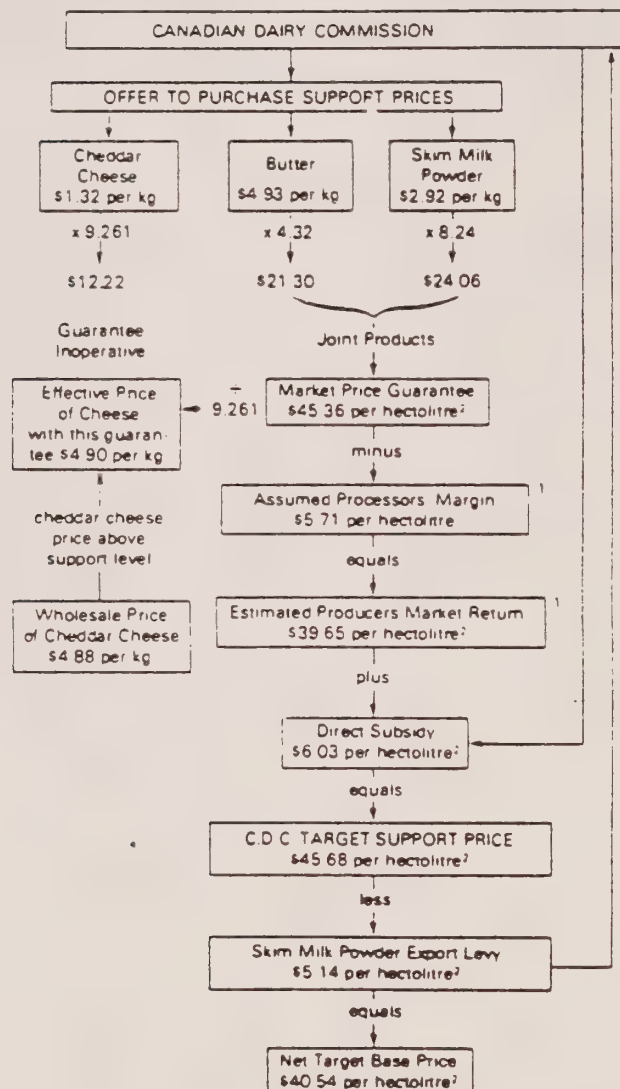 CANADIAN DAIRY COMMISSION
OFFER TO PURCHASE SUPPORT PRICES
Cheddar
Cheese
$1.32 per kg
Butter
$4.93 per kg
Skim Milk
Powder
$2.92 per kg
x 9.261
x 4.32
x 8.24
$12.22
$21.30
$24.06
Guarantee
Inoperative
Joint Products
Effective Price
of Cheese
with this guaran-
tee $4.90 per kg
÷
9.261
Market Price Guarantee
$45.36 per hectolitre²
minus
Assumed Processors Margin 1
$5.71 per hectolitre
equals
cheddar cheese
price above
support level
Estimated Producers Market Return 1
$39.65 per hectolitre²
Wholesale Price
of Cheddar Cheese
$4.88 per kg
plus
Direct Subsidy
$6.03 per hectolitre²
equals
C.D.C. TARGET SUPPORT PRICE
$45.68 per hectolitre²
less
Skim Milk Powder Export Levy
$5.14 per hectolitre²
equals
Net Target Base Price
$40.54 per hectolitre²